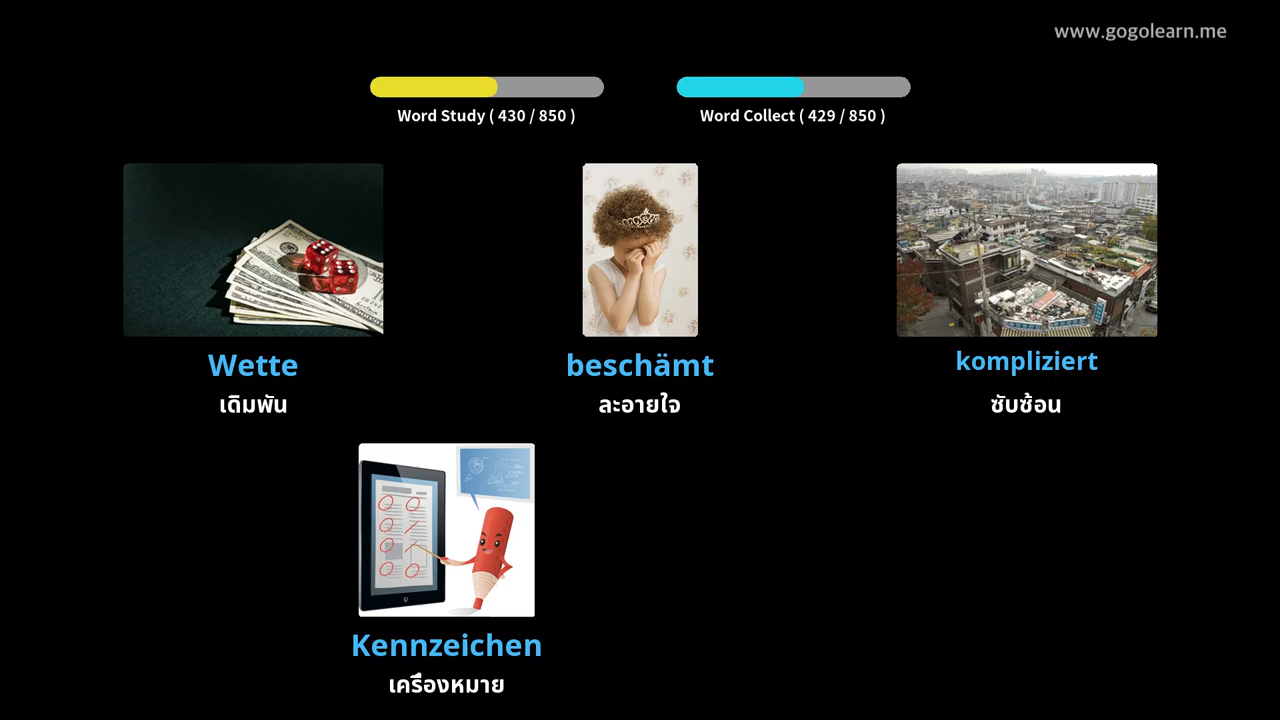 www.gogolearn.me
Word Study ( 430 / 850 )
Word Collect ( 429 / 850 )
Wette
เดิมพัน
beschämt
ละอายใจ
kompliziert
ซับซ้อน
Kennzeichen
เครื่องหมาย